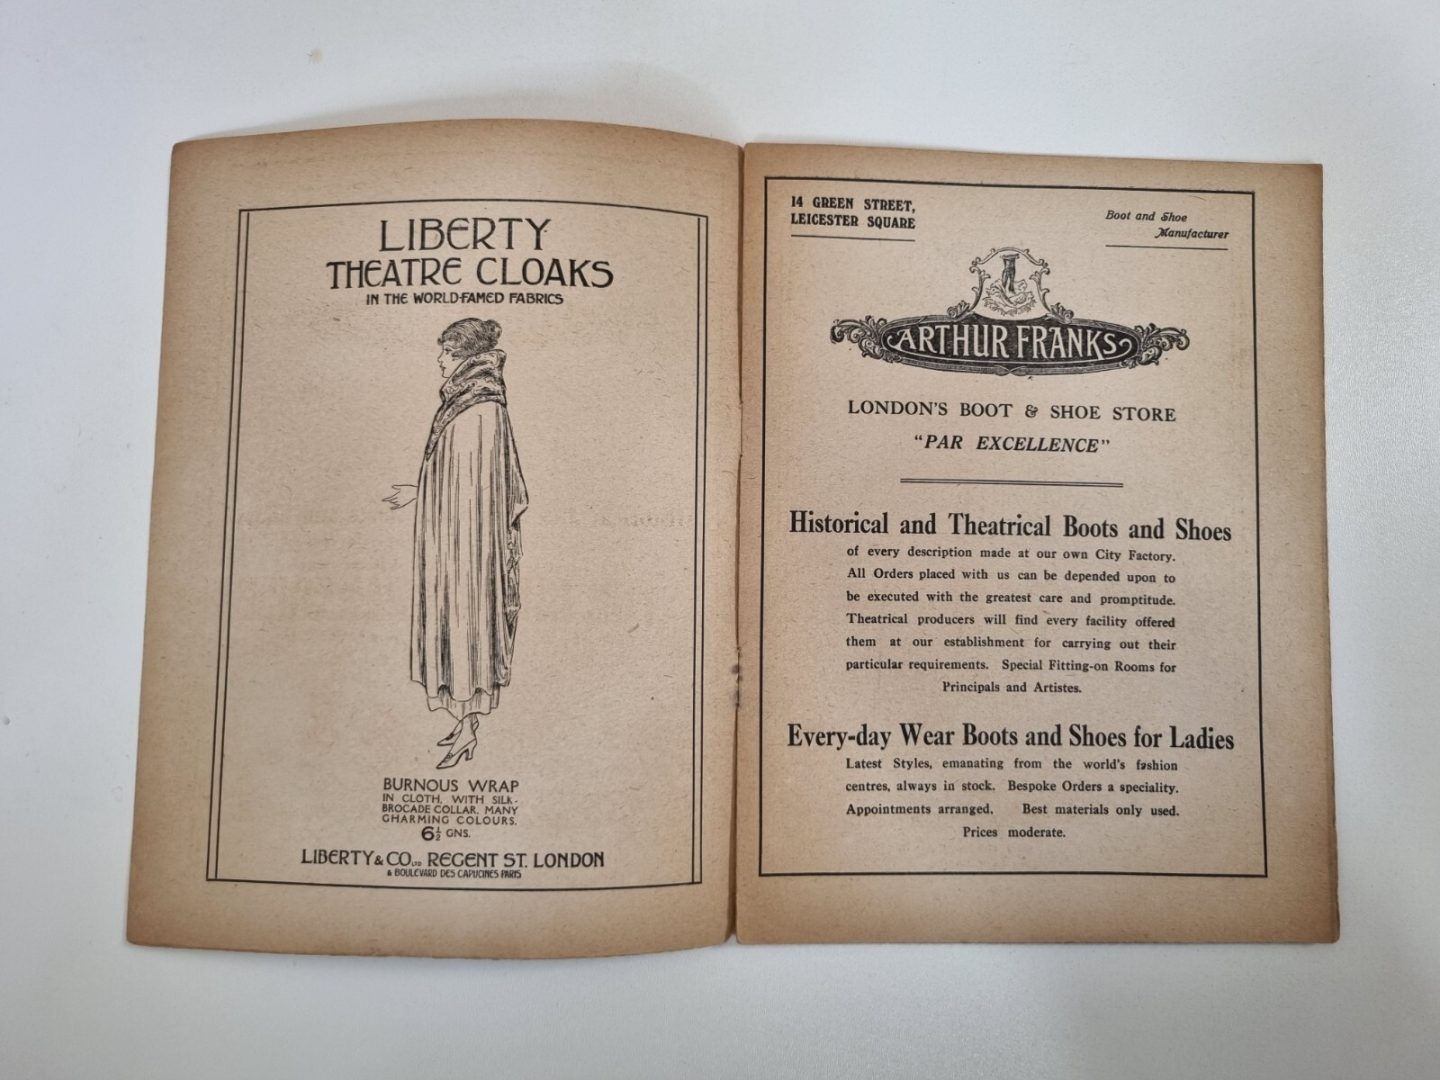 LIBERTY
THEATRE CLOAKS
IN THE WORLD-FAMED FABRICS
BURNOUS WRAP
IN CLOTH, WITH SILK-
BROCADE COLLAR. MANY
CHARMING COLOURS.
6½ GNS.
LIBERTY & CO. LTD REGENT ST. LONDON
& BOULEVARD DES CAPUCINES PARIS
14 GREEN STREET,
LEICESTER SQUARE
Boot and Shoe
Manufacturer
ARTHUR FRANKS
LONDON'S BOOT & SHOE STORE
"PAR EXCELLENCE"
Historical and Theatrical Boots and Shoes
of every description made at our own City Factory.
All Orders placed with us can be depended upon to
be executed with the greatest care and promptitude.
Theatrical producers will find every facility offered
them at our establishment for carrying out their
particular requirements. Special Fitting-on Rooms for
Principals and Artistes.
Every-day Wear Boots and Shoes for Ladies
Latest Styles, emanating from the world's fashion
centres, always in stock. Bespoke Orders a speciality.
Appointments arranged. Best materials only used.
Prices moderate.